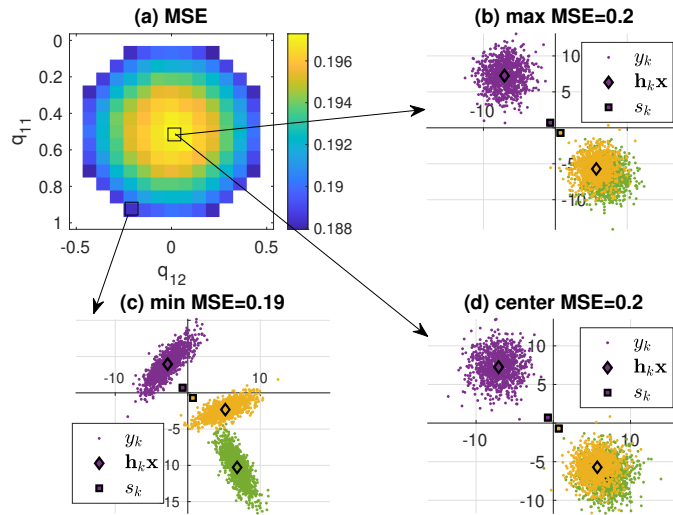 (a) MSE
0
0.2
0.4
0.6
0.8
1
q11
-0.5
0
0.5
q12
0.196
0.194
0.192
0.19
0.188
(b) max MSE=0.2
10
5
-10
10
-5
-10
yk
hkx
sk
(c) min MSE=0.19
-10
10
-5
-10
-15
yk
hkx
sk
(d) center MSE=0.2
10
5
-10
10
-5
-10
yk
hkx
sk